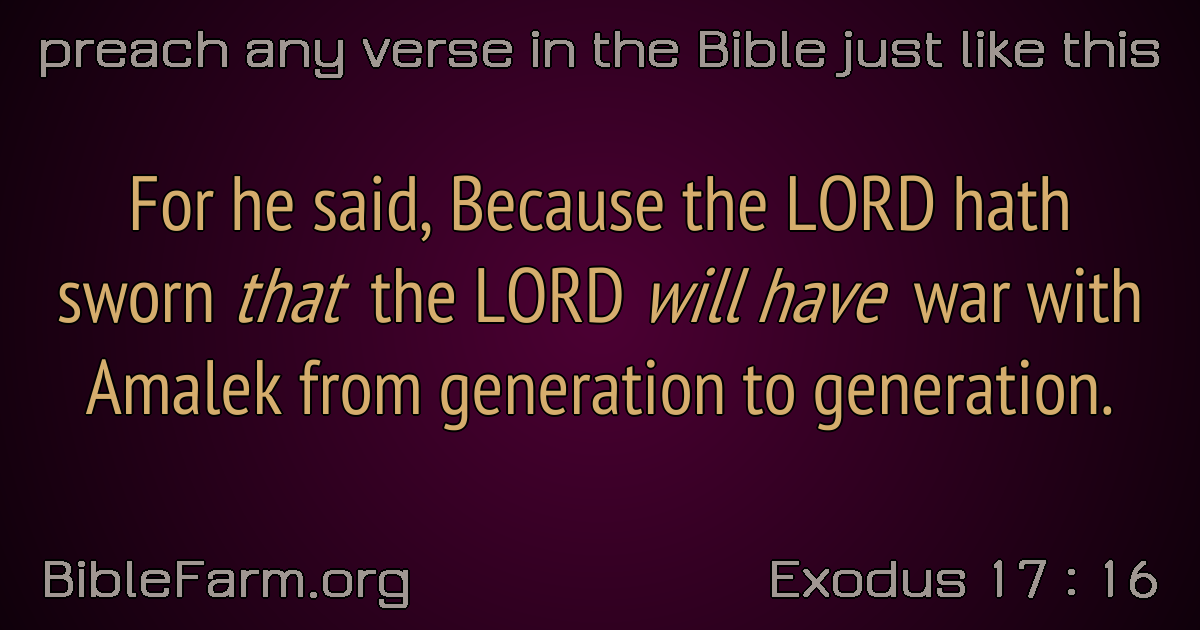 preach any verse in the Bible just like this
For he said, Because the LORD hath
sworn that the LORD will have war with
Amalek from generation to generation.
BibleFarm.org
Exodus 17 : 16